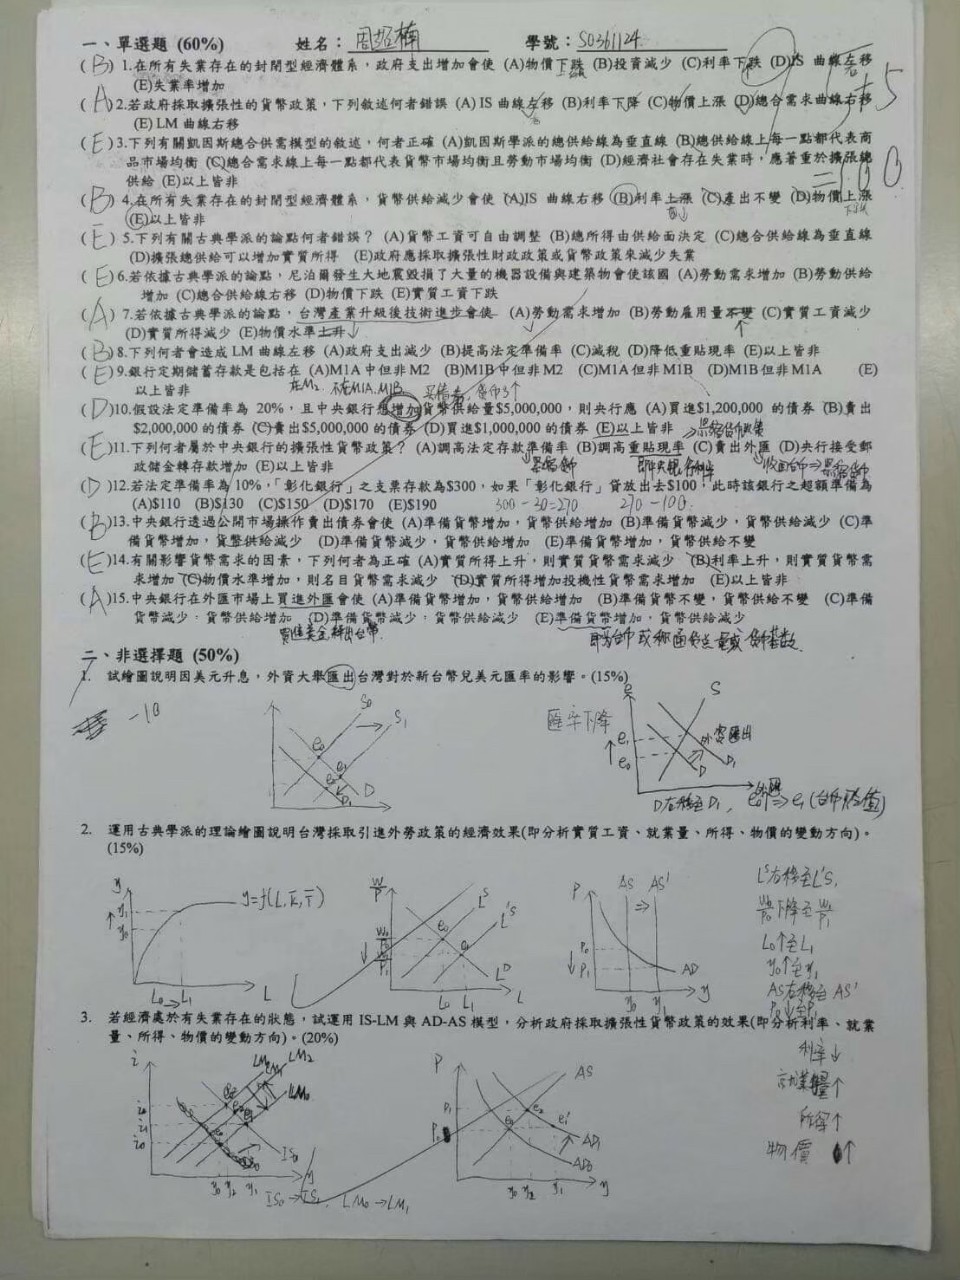 一、單選題 (60%) 姓名： 周 楠 學號：S0361124
(B) 1.在所有失業存在的封閉型經濟體系，政府支出增加會使 (A)物價下跌 (B)投資減少 (C)利率下跌 (D)IS 曲線左移
(E)失業率增加
(A) 2.若政府採取擴張性的貨幣政策，下列敘述何者錯誤 (A) IS 曲線左移 (B)利率下降 (C)物價上漲 (D)總合需求曲線右移
(E) LM 曲線右移
(E) 3.下列有關凱因斯總合供需模型的敘述，何者正確 (A)凱因斯學派的總供給線為垂直線 (B)總供給線上每一點都代表商
品市場均衡 (C)總合需求線上每一點都代表貨幣市場均衡且勞動市場均衡 (D)經濟社會存在失業時，應著重於擴張總
供給 (E)以上皆非
(B) 4.在所有失業存在的封閉型經濟體系，貨幣供給減少會使 (A)IS 曲線右移 (B)利率上漲 (C)產出不變 (D)物價上漲
(E)以上皆非
(E) 5.下列有關古典學派的論點何者錯誤？ (A)貨幣工資可自由調整 (B)總所得由供給面決定 (C)總合供給線為垂直線
(D)擴張總供給可以增加實質所得 (E)政府應採取擴張性財政政策或貨幣政策來減少失業
(E) 6.若依據古典學派的論點，尼泊爾發生大地震毀損了大量的機器設備與建築物會使該國 (A)勞動需求增加 (B)勞動供給
增加 (C)總合供給線右移 (D)物價下跌 (E)實質工資下跌
(A) 7.若依據古典學派的論點，台灣產業升級後技術進步會使 (A)勞動需求增加 (B)勞動雇用量不變 (C)實質工資減少
(D)實質所得減少 (E)物價水準上升↓
(B) 8.下列何者會造成 LM 曲線左移 (A)政府支出減少 (B)提高法定準備率 (C)減稅 (D)降低重貼現率 (E)以上皆非
(E) 9.銀行定期儲蓄存款是包括在 (A)M1A 中但非 M2 (B)M1B 中但非 M2 (C)M1A 但非 M1B (D)M1B 但非 M1A (E)
以上皆非 在M2 不在M1A.M1B 買債券，貨币↑
(D)10.假設法定準備率為 20%，且中央銀行想增加貨幣供給量$5,000,000，則央行應 (A)買進$1,200,000 的債券 (B)賣出
$2,000,000 的債券 (C)賣出$5,000,000 的債券 (D)買進$1,000,000 的債券 (E)以上皆非
(E)11.下列何者屬於中央銀行的擴張性貨幣政策？ (A)調高法定存款準備率 (B)調高重貼現率 (C)賣出外匯 (D)央行接受郵
政儲金轉存款增加 (E)以上皆非
(D)12.若法定準備率為 10%，「彰化銀行」之支票存款為$300，如果「彰化銀行」貸放出去$100，此時該銀行之超額準備為
(A)$110 (B)$130 (C)$150 (D)$170 (E)$190 300-30=270 270-100
(B)13.中央銀行透過公開市場操作賣出債券會使 (A)準備貨幣增加，貨幣供給增加 (B)準備貨幣減少，貨幣供給減少 (C)準
備貨幣增加，貨幣供給減少 (D)準備貨幣減少，貨幣供給增加 (E)準備貨幣增加，貨幣供給不變
(E)14.有關影響貨幣需求的因素，下列何者為正確 (A)實質所得上升，則實質貨幣需求減少 (B)利率上升，則實質貨幣需
求增加 (C)物價水準增加，則名目貨幣需求減少 (D)實質所得增加投機性貨幣需求增加 (E)以上皆非
(A)15.中央銀行在外匯市場上買進外匯會使 (A)準備貨幣增加，貨幣供給增加 (B)準備貨幣不變，貨幣供給不變 (C)準備
貨幣減少，貨幣供給增加 (D)準備貨幣減少，貨幣供給減少 (E)準備貨幣增加，貨幣供給減少
買進美金釋出台幣
二、非選擇題 (50%)
1. 試繪圖說明因美元升息，外資大舉匯出台灣對於新台幣兌美元匯率的影響。(15%)
-10 S0 S1 e0 e1 e2 D D1
匯率下降 e S e1 e0 外資匯出 D D1
D右移至D1， e0 → e1 (台币貶值)
2. 運用古典學派的理論繪圖說明台灣採取引進外勞政策的經濟效果(即分析實質工資、就業量、所得、物價的變動方向)。
(15%)
y y1 y0 y=f(L,K,T) L0 L1 L
W/P LS L'S e0 e1 LD L0 L1 L
P AS AS' P0 P1 AD y0 y1 y
LS右移至L'S,
W0/P0下降至W1/P1
L0↑至L1
y0↑至y1
AS右移至AS'
P0↓至P1
3. 若經濟處於有失業存在的狀態，試運用 IS-LM 與 AD-AS 模型，分析政府採取擴張性貨幣政策的效果(即分析利率、就業
量、所得、物價的變動方向)。(20%)
i LM2 LM1 LM0 i2 i1 i0 IS0 y0 y2 y1 y
IS0→IS1, LM0→LM1
P AS P1 P0 e0 e2 e1' AD1 AD0 y0 y2 y1 y
利率↓
就業量↑
所得↑
物價↑